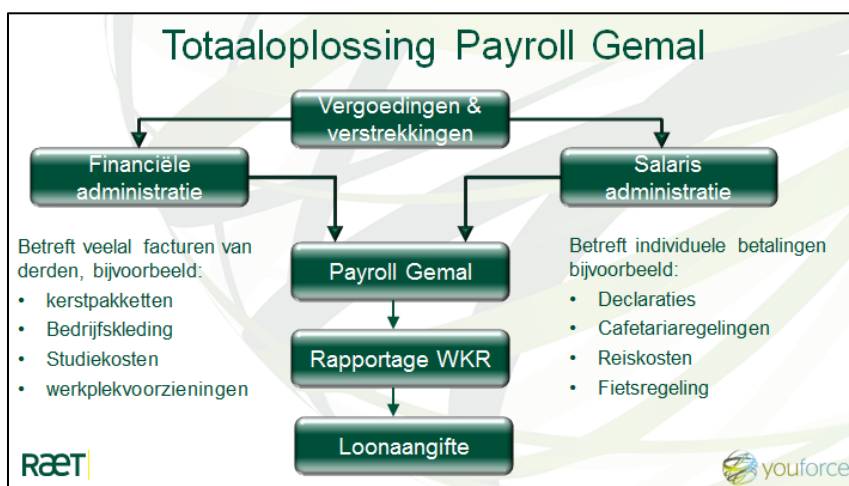 Totaaloplossing Payroll Gemal
Vergoedingen &
verstrekkingen
Financiële
administratie
Salaris
administratie
Betreft veelal facturen van
derden, bijvoorbeeld:
• kerstpakketten
• Bedrijfskleding
• Studiekosten
• werkplekvoorzieningen
Payroll Gemal
Rapportage WKR
Loonaangifte
Betreft individuele betalingen
bijvoorbeeld:
• Declaraties
• Cafetariaregelingen
• Reiskosten
• Fietsregeling
RAET
youforce